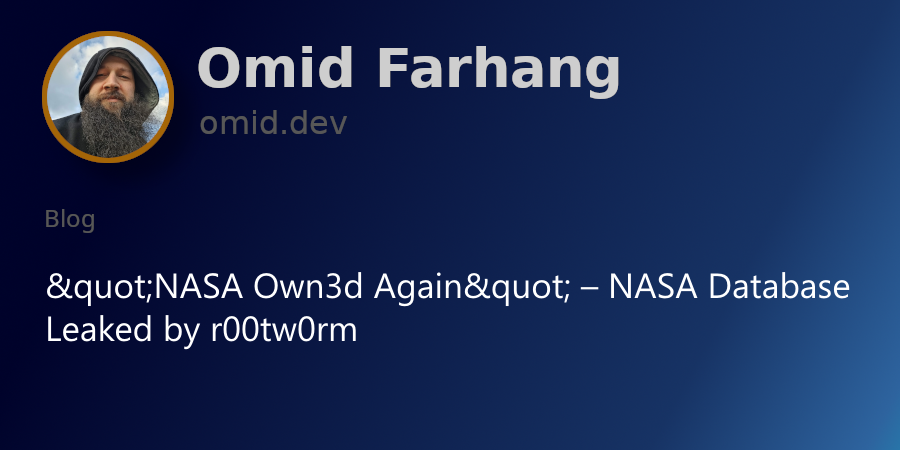 Omid Farhang
omid.dev
Blog
&quot;NASA Own3d Again&quot; – NASA Database
Leaked by r00tw0rm